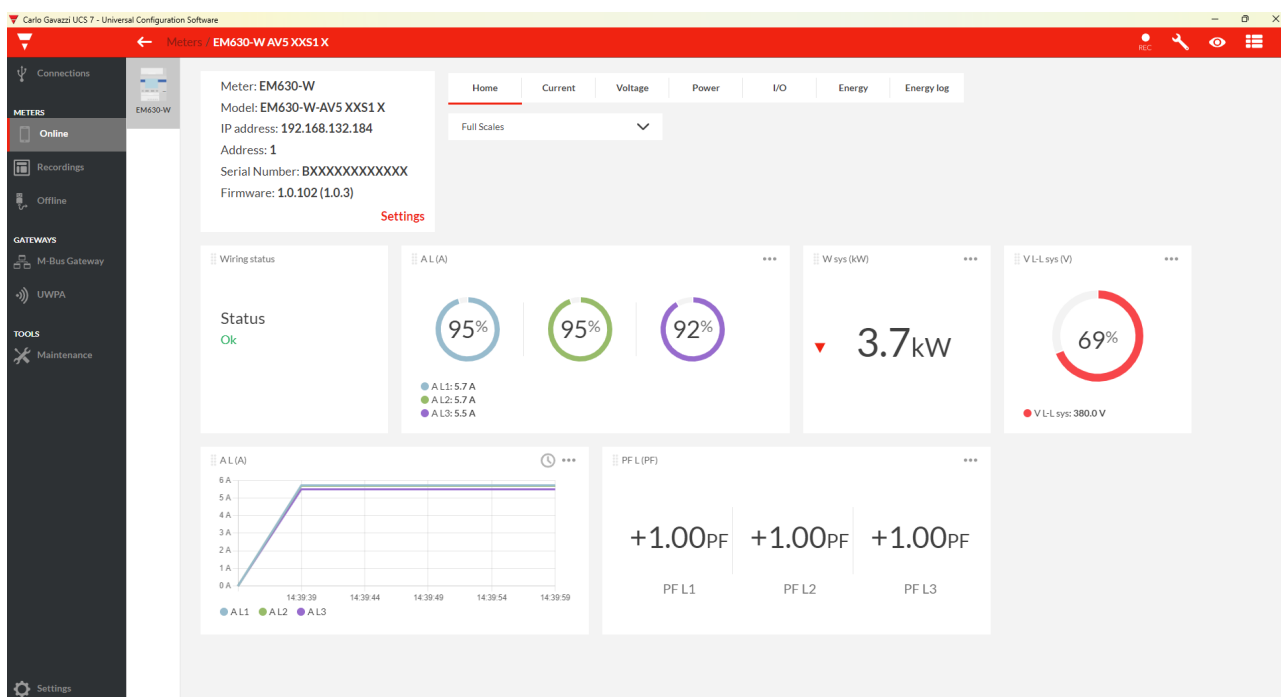 Carlo Gavazzi UCS 7 - Universal Configuration Software
Meters / EM630-W AV5 XXS1 X
REC
Connections
METERS
Online
Recordings
Offline
GATEWAYS
M-Bus Gateway
UWPA
TOOLS
Maintenance
Settings
EM630-W
Meter: EM630-W
Model: EM630-W-AV5 XXS1 X
IP address: 192.168.132.184
Address: 1
Serial Number: BXXXXXXXXXXXX
Firmware: 1.0.102 (1.0.3)
Settings
Home Current Voltage Power I/O Energy Energy log
Full Scales
Wiring status
Status
Ok
A L (A)
95% 95% 92%
A L1: 5.7 A
A L2: 5.7 A
A L3: 5.5 A
W sys (kW)
3.7kW
V L-L sys (V)
69%
V L-L sys: 380.0 V
A L (A)
6 A
5 A
4 A
3 A
2 A
1 A
0 A
14:39:39 14:39:44 14:39:49 14:39:54 14:39:59
A L1 A L2 A L3
PF L (PF)
+1.00PF +1.00PF +1.00PF
PF L1 PF L2 PF L3